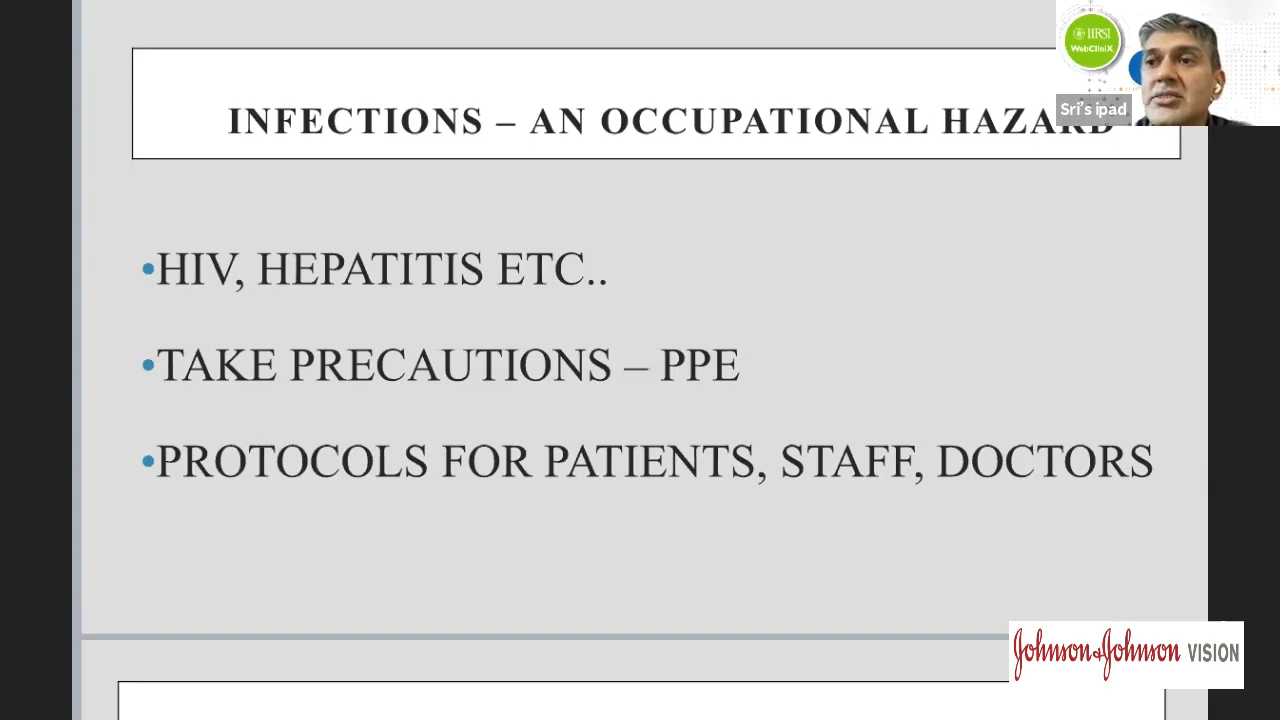 IIRSI
WebCliniX
Sri's ipad
INFECTIONS – AN OCCUPATIONAL HAZARD
•HIV, HEPATITIS ETC..
•TAKE PRECAUTIONS – PPE
•PROTOCOLS FOR PATIENTS, STAFF, DOCTORS
Johnson&Johnson VISION